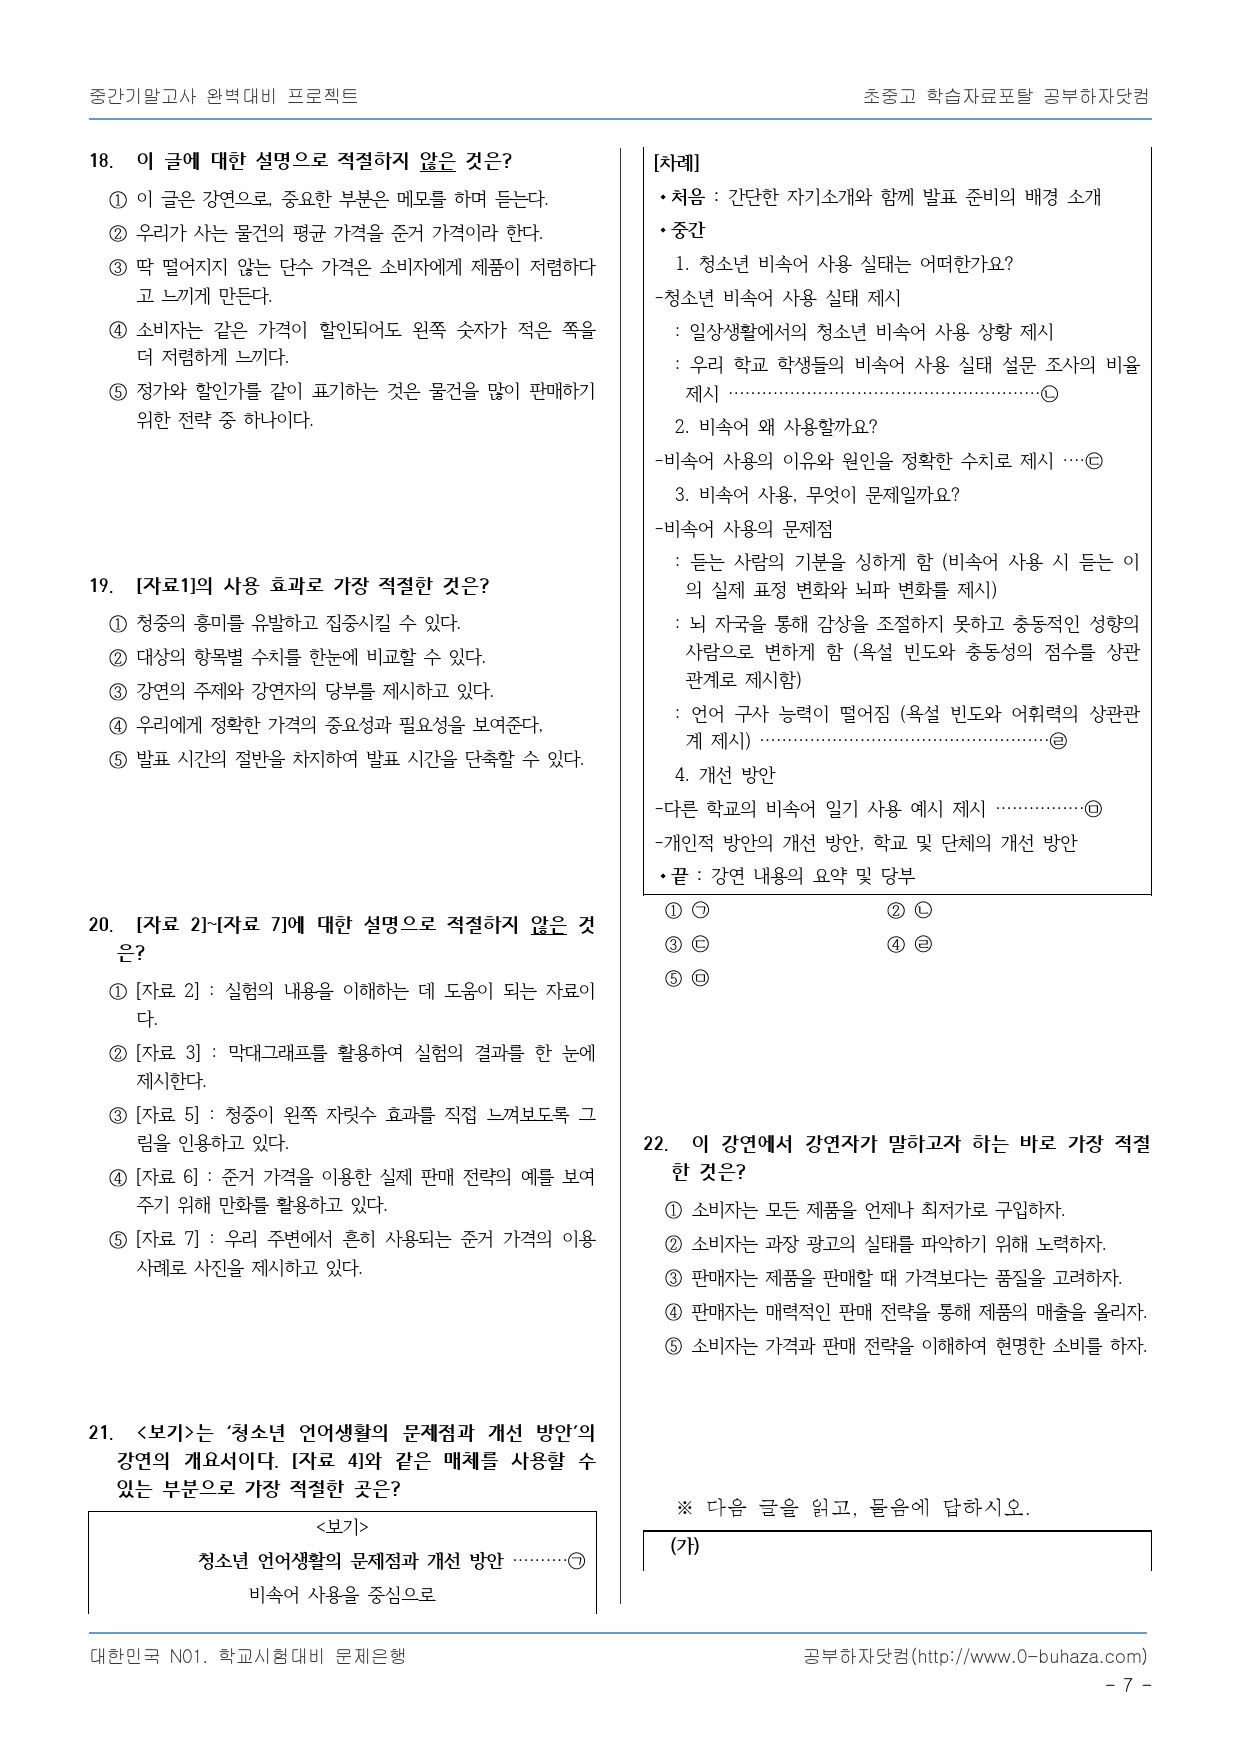 중간기말고사 완벽대비 프로젝트
초중고 학습자료포탈 공부하자닷컴
18. 이 글에 대한 설명으로 적절하지 않은 것은?
① 이 글은 강연으로, 중요한 부분은 메모를 하며 듣는다.
② 우리가 사는 물건의 평균 가격을 준거 가격이라 한다.
③ 딱 떨어지지 않는 단수 가격은 소비자에게 제품이 저렴하다
고 느끼게 만든다.
④ 소비자는 같은 가격이 할인되어도 왼쪽 숫자가 적은 쪽을
더 저렴하게 느끼다.
⑤ 정가와 할인가를 같이 표기하는 것은 물건을 많이 판매하기
위한 전략 중 하나이다.
19. [자료1]의 사용 효과로 가장 적절한 것은?
① 청중의 흥미를 유발하고 집중시킬 수 있다.
② 대상의 항목별 수치를 한눈에 비교할 수 있다.
③ 강연의 주제와 강연자의 당부를 제시하고 있다.
④ 우리에게 정확한 가격의 중요성과 필요성을 보여준다,
⑤ 발표 시간의 절반을 차지하여 발표 시간을 단축할 수 있다.
20. [자료 2]~[자료 7]에 대한 설명으로 적절하지 않은 것
은?
① [자료 2] : 실험의 내용을 이해하는 데 도움이 되는 자료이
다.
② [자료 3] : 막대그래프를 활용하여 실험의 결과를 한 눈에
제시한다.
③ [자료 5] : 청중이 왼쪽 자릿수 효과를 직접 느껴보도록 그
림을 인용하고 있다.
④ [자료 6] : 준거 가격을 이용한 실제 판매 전략의 예를 보여
주기 위해 만화를 활용하고 있다.
⑤ [자료 7] : 우리 주변에서 흔히 사용되는 준거 가격의 이용
사례로 사진을 제시하고 있다.
21. <보기>는 ‘청소년 언어생활의 문제점과 개선 방안’의
강연의 개요서이다. [자료 4]와 같은 매체를 사용할 수
있는 부분으로 가장 적절한 곳은?
<보기>
청소년 언어생활의 문제점과 개선 방안 ··········㉠
비속어 사용을 중심으로
[차례]
• 처음 : 간단한 자기소개와 함께 발표 준비의 배경 소개
• 중간
1. 청소년 비속어 사용 실태는 어떠한가요?
-청소년 비속어 사용 실태 제시
: 일상생활에서의 청소년 비속어 사용 상황 제시
: 우리 학교 학생들의 비속어 사용 실태 설문 조사의 비율
제시 ························································㉡
2. 비속어 왜 사용할까요?
-비속어 사용의 이유와 원인을 정확한 수치로 제시 ····㉢
3. 비속어 사용, 무엇이 문제일까요?
-비속어 사용의 문제점
: 듣는 사람의 기분을 싱하게 함 (비속어 사용 시 듣는 이
의 실제 표정 변화와 뇌파 변화를 제시)
: 뇌 자국을 통해 감상을 조절하지 못하고 충동적인 성향의
사람으로 변하게 함 (욕설 빈도와 충동성의 점수를 상관
관계로 제시함)
: 언어 구사 능력이 떨어짐 (욕설 빈도와 어휘력의 상관관
계 제시) ····················································㉣
4. 개선 방안
-다른 학교의 비속어 일기 사용 예시 제시 ················㉤
-개인적 방안의 개선 방안, 학교 및 단체의 개선 방안
• 끝 : 강연 내용의 요약 및 당부
① ㉠ ② ㉡
③ ㉢ ④ ㉣
⑤ ㉤
22. 이 강연에서 강연자가 말하고자 하는 바로 가장 적절
한 것은?
① 소비자는 모든 제품을 언제나 최저가로 구입하자.
② 소비자는 과장 광고의 실태를 파악하기 위해 노력하자.
③ 판매자는 제품을 판매할 때 가격보다는 품질을 고려하자.
④ 판매자는 매력적인 판매 전략을 통해 제품의 매출을 올리자.
⑤ 소비자는 가격과 판매 전략을 이해하여 현명한 소비를 하자.
※ 다음 글을 읽고, 물음에 답하시오.
(가)
대한민국 N01. 학교시험대비 문제은행
공부하자닷컴(http://www.0-buhaza.com)
- 7 -